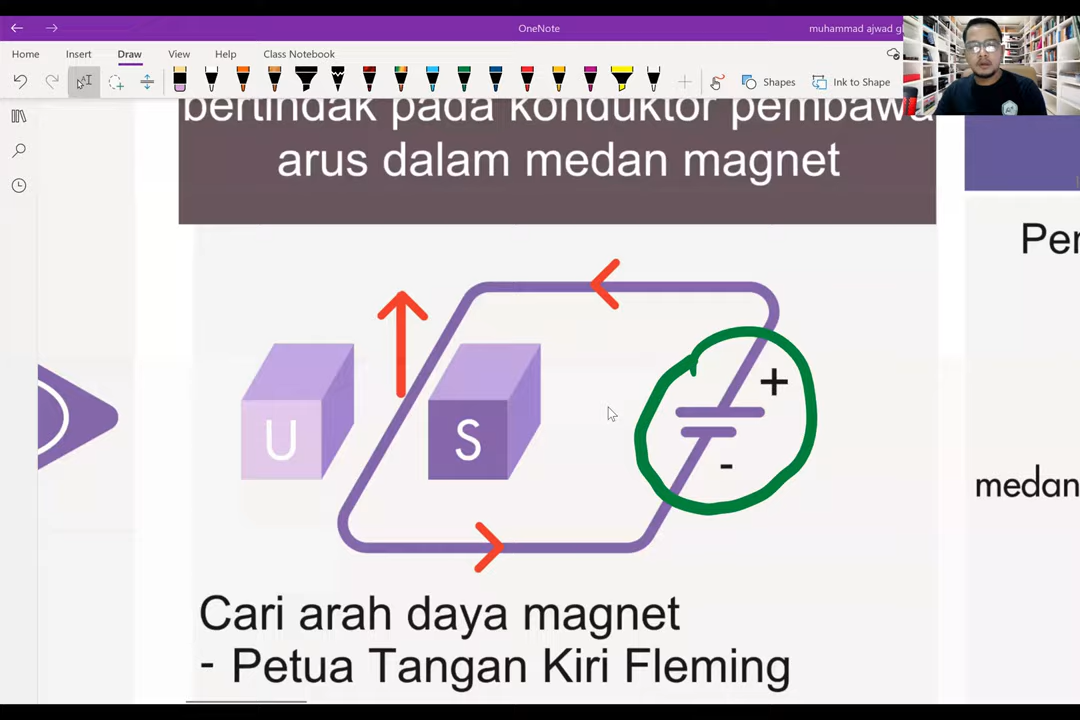 OneNote
muhammad ajwad g
Home Insert Draw View Help Class Notebook
Shapes Ink to Shape
bertindak pada konduktor pembawa
arus dalam medan magnet
Per
+
U S
-
medan
Cari arah daya magnet
- Petua Tangan Kiri Fleming